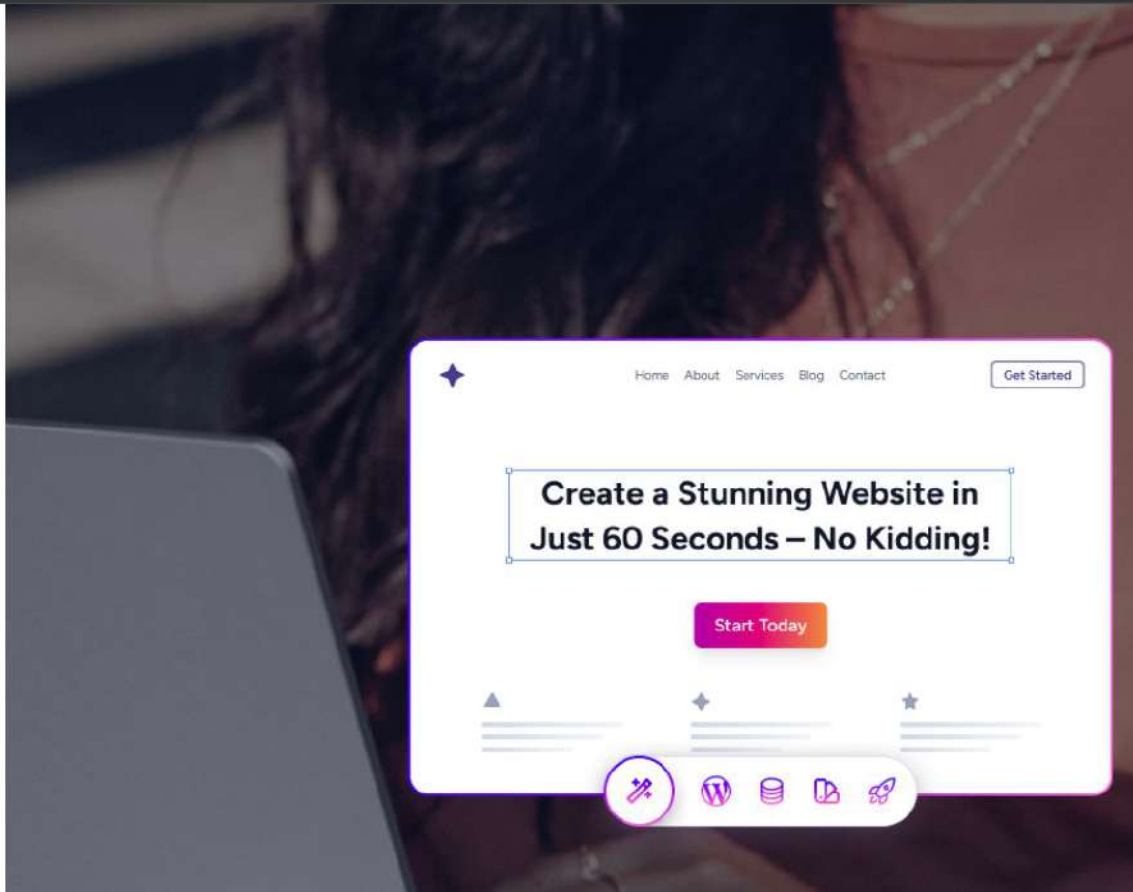 Home About Services Blog Contact Get Started
Create a Stunning Website in
Just 60 Seconds – No Kidding!
Start Today